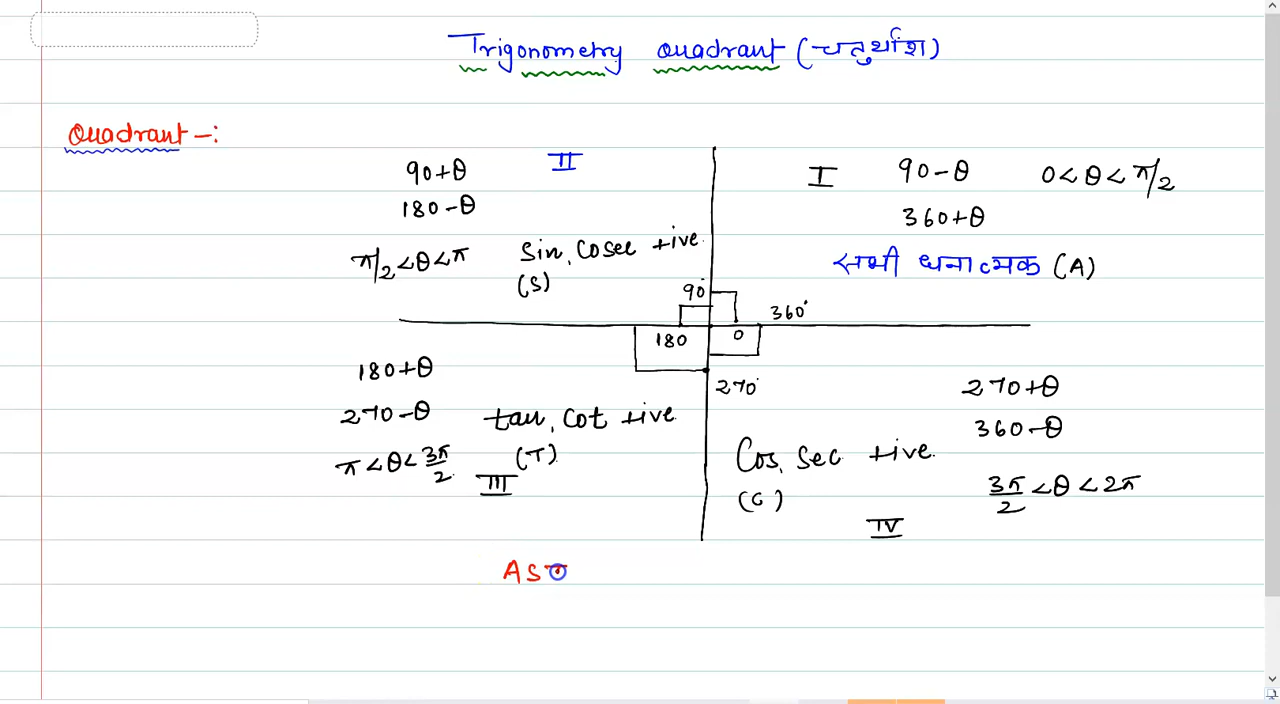 Trigonometry Quadrant (चतुर्थांश)
Quadrant -:
90+θ II
180-θ
π/2 <θ<π sin, cosec +ive
(S)
I 90-θ 0<θ<π/2
360+θ
सभी धनात्मक (A)
90° 360°
180 0
270°
180+θ
270-θ tan, cot +ive
π<θ<3π/2 (T)
III
270+θ
360-θ
Cos, sec +ive
(C) 3π/2 <θ<2π
IV
AST